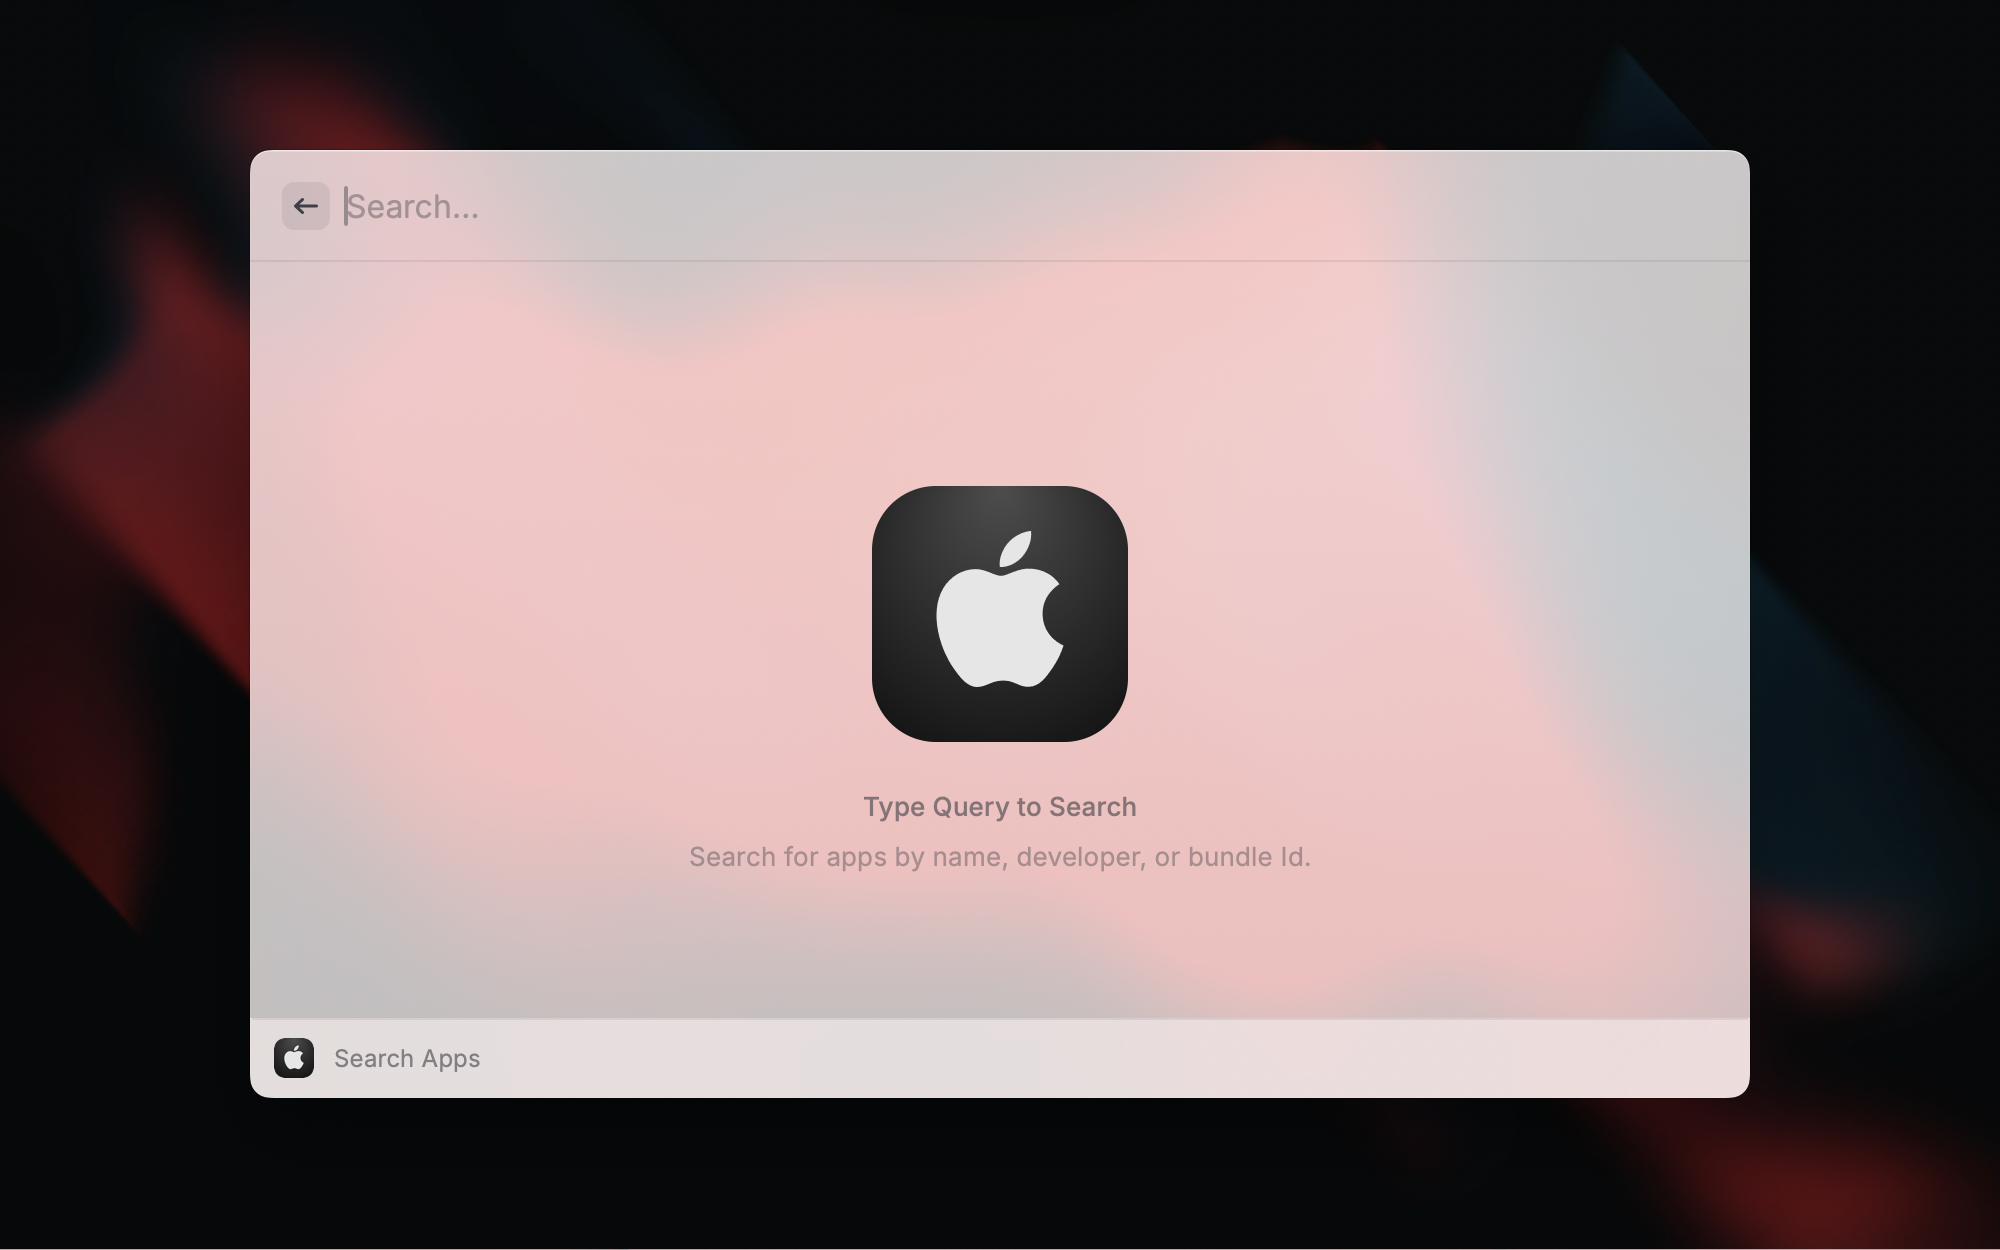 Search...
Type Query to Search
Search for apps by name, developer, or bundle Id.
Search Apps